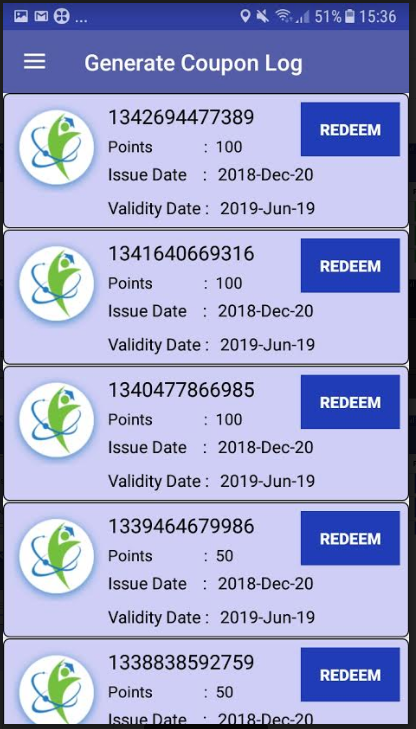 ... 51% 15:36
Generate Coupon Log
1342694477389 REDEEM
Points : 100
Issue Date : 2018-Dec-20
Validity Date : 2019-Jun-19
1341640669316 REDEEM
Points : 100
Issue Date : 2018-Dec-20
Validity Date : 2019-Jun-19
1340477866985 REDEEM
Points : 100
Issue Date : 2018-Dec-20
Validity Date : 2019-Jun-19
1339464679986 REDEEM
Points : 50
Issue Date : 2018-Dec-20
Validity Date : 2019-Jun-19
1338838592759 REDEEM
Points : 50
Issue Date : 2018-Dec-20